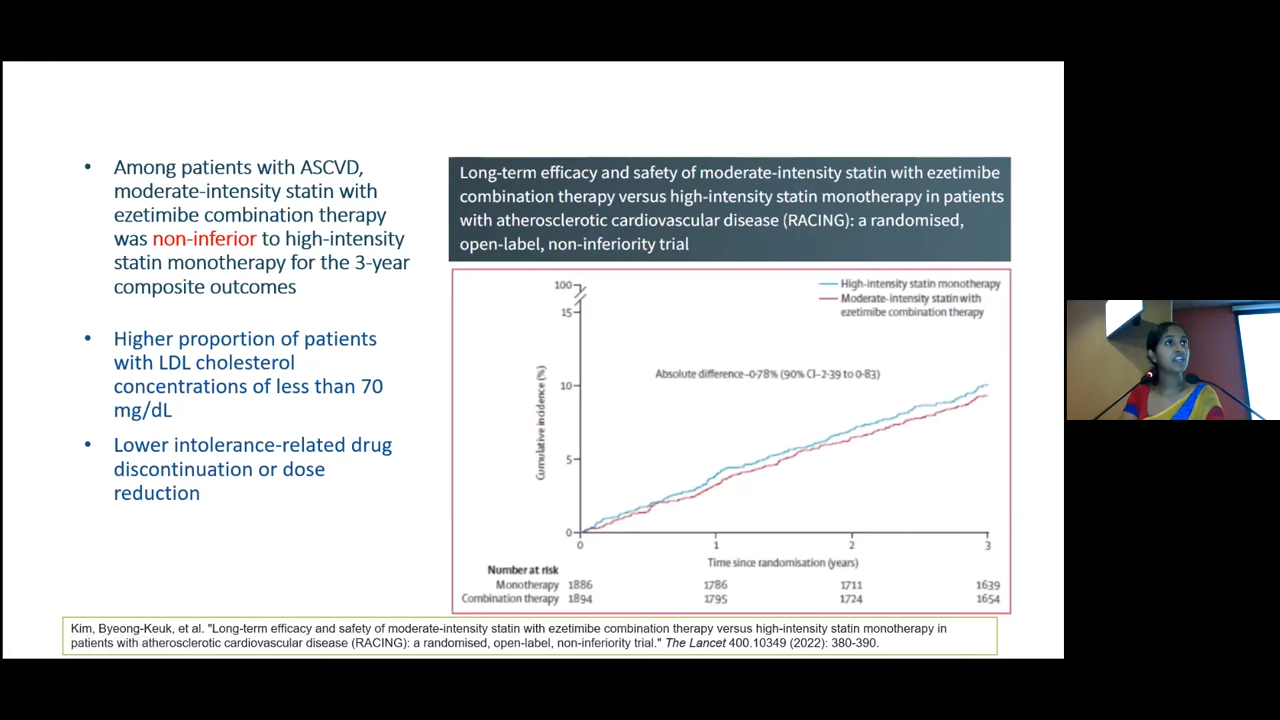 • Among patients with ASCVD,
moderate-intensity statin with
ezetimibe combination therapy
was non-inferior to high-intensity
statin monotherapy for the 3-year
composite outcomes
• Higher proportion of patients
with LDL cholesterol
concentrations of less than 70
mg/dL
• Lower intolerance-related drug
discontinuation or dose
reduction
Long-term efficacy and safety of moderate-intensity statin with ezetimibe
combination therapy versus high-intensity statin monotherapy in patients
with atherosclerotic cardiovascular disease (RACING): a randomised,
open-label, non-inferiority trial
High-intensity statin monotherapy
Moderate-intensity statin with
ezetimibe combination therapy
Absolute difference–0·78% (90% CI–2·39 to 0·83)
Cumulative incidence (%)
100
15
10
5
0
0 1 2 3
Time since randomisation (years)
Number at risk
Monotherapy 1886 1786 1711 1639
Combination therapy 1894 1795 1724 1654
Kim, Byeong-Keuk, et al. "Long-term efficacy and safety of moderate-intensity statin with ezetimibe combination therapy versus high-intensity statin monotherapy in
patients with atherosclerotic cardiovascular disease (RACING): a randomised, open-label, non-inferiority trial." The Lancet 400.10349 (2022): 380-390.